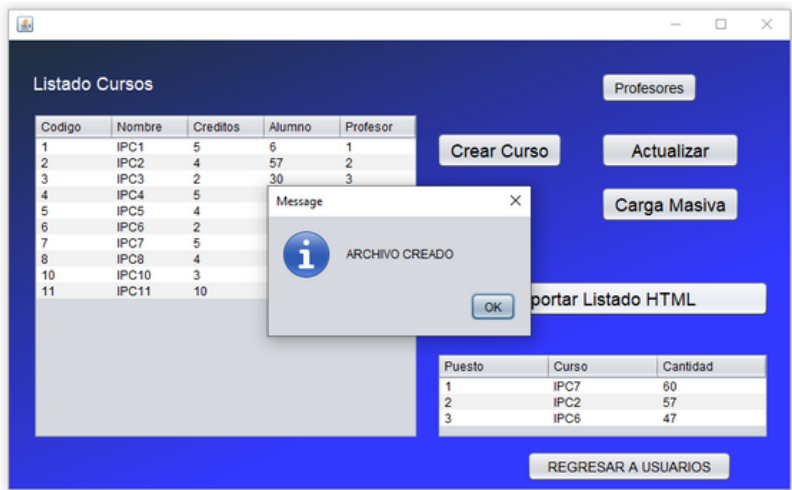 Listado Cursos
Profesores
Codigo Nombre Creditos Alumno Profesor
1 IPC1 5 6 1
2 IPC2 4 57 2
3 IPC3 2 30 3
4 IPC4 5
5 IPC5 4
6 IPC6 2
7 IPC7 5
8 IPC8 4
10 IPC10 3
11 IPC11 10
Crear Curso
Actualizar
Carga Masiva
Message
ARCHIVO CREADO
OK
portar Listado HTML
Puesto Curso Cantidad
1 IPC7 60
2 IPC2 57
3 IPC6 47
REGRESAR A USUARIOS